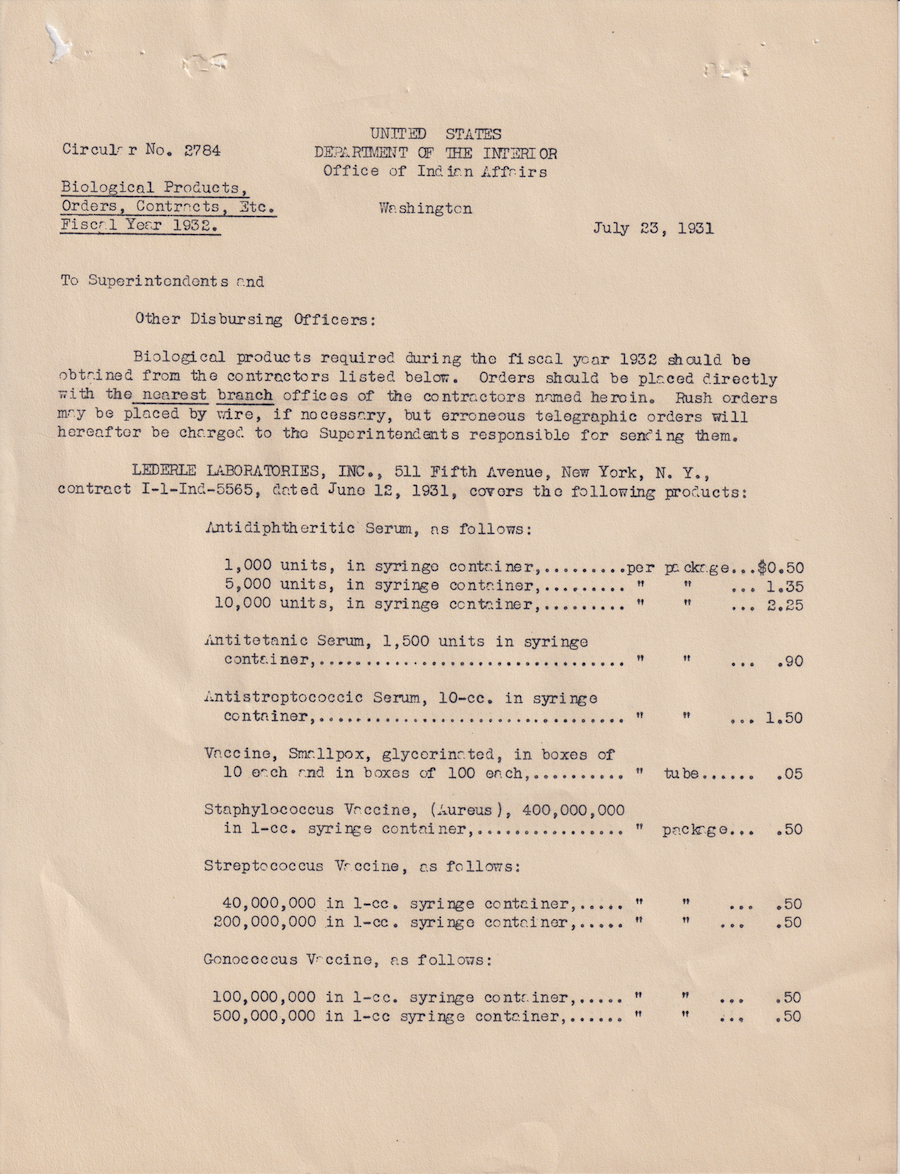 UNITED STATES
Circular No. 2784
DEPARTMENT OF THE INTERIOR
Office of Indian Affairs
Biological Products,
Orders, Contracts, Etc.
Washington
Fiscal Year 1932.
July 23, 1931
To Superintendents and
Other Disbursing Officers:
Biological products required during the fiscal year 1932 should be
obtained from the contractors listed below. Orders should be placed directly
with the nearest branch offices of the contractors named herein. Rush orders
may be placed by wire, if necessary, but erroneous telegraphic orders will
hereafter be charged to the Superintendents responsible for sending them.
LEDERLE LABORATORIES, INC., 511 Fifth Avenue, New York, N. Y.,
contract I-1-Ind-5565, dated June 12, 1931, covers the following products:
Antidiphtheritic Serum, as follows:
1,000 units, in syringe container,.........per package...$0.50
5,000 units, in syringe container,......... " " ... 1.35
10,000 units, in syringe container,......... " " ... 2.25
Antitetanic Serum, 1,500 units in syringe
container,................................. " " ... .90
Antistreptococcic Serum, 10-cc. in syringe
container,................................. " " ... 1.50
Vaccine, Smallpox, glycerinated, in boxes of
10 each and in boxes of 100 each,.......... " tube...... .05
Staphylococcus Vaccine, (Aureus), 400,000,000
in 1-cc. syringe container,................ " package... .50
Streptococcus Vaccine, as follows:
40,000,000 in 1-cc. syringe container,..... " " ... .50
200,000,000 in 1-cc. syringe container,..... " " ... .50
Gonococcus Vaccine, as follows:
100,000,000 in 1-cc. syringe container,..... " " ... .50
500,000,000 in 1-cc syringe container,...... " " ... .50